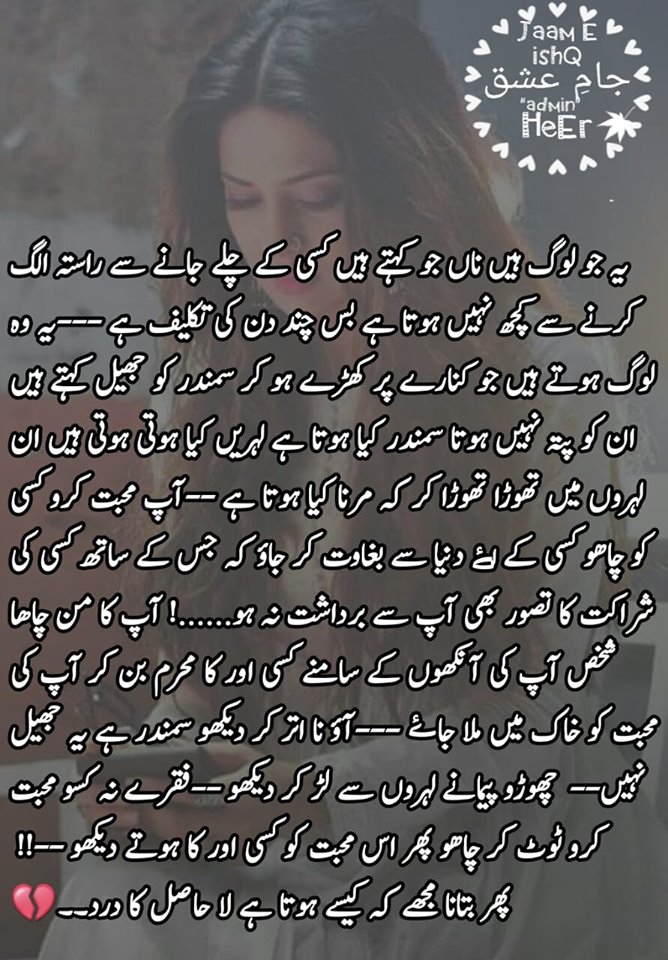 Jaam E
ishQ
جامِ عشق
"admin"
HeEr
یہ جو لوگ ہیں ناں جو کہتے ہیں کسی کے چلے جانے سے راستہ الگ
کرنے سے کچھ نہیں ہوتا ہے بس چند دن کی تکلیف ہے ---یہ وہ
لوگ ہوتے ہیں جو کنارے پر کھڑے ہو کر سمندر کو جھیل کہتے ہیں
ان کو پتہ نہیں ہوتا سمندر کیا ہوتا ہے لہریں کیا ہوتی ہوتی ہیں ان
لہروں میں تھوڑا تھوڑا کر کہ مرنا کیا ہوتا ہے --آپ محبت کرو کسی
کو چاھو کسی کے لئے دنیا سے بغاوت کر جاؤ کہ جس کے ساتھ کسی کی
شراکت کا تصور بھی آپ سے برداشت نہ ہو......! آپ کا من چاھا
شخص آپ کی آنکھوں کے سامنے کسی اور کا محرم بن کر آپ کی
محبت کو خاک میں ملا جائے ---آؤ نا اتر کر دیکھو سمندر ہے یہ جھیل
نہیں-- چھوڑو پیمانے لہروں سے لڑ کر دیکھو --فقرے نہ کسو محبت
کرو ٹوٹ کر چاھو پھر اس محبت کو کسی اور کا ہوتے دیکھو --!!
پھر بتانا مجھے کہ کیسے ہوتا ہے لا حاصل کا درد-- 💔